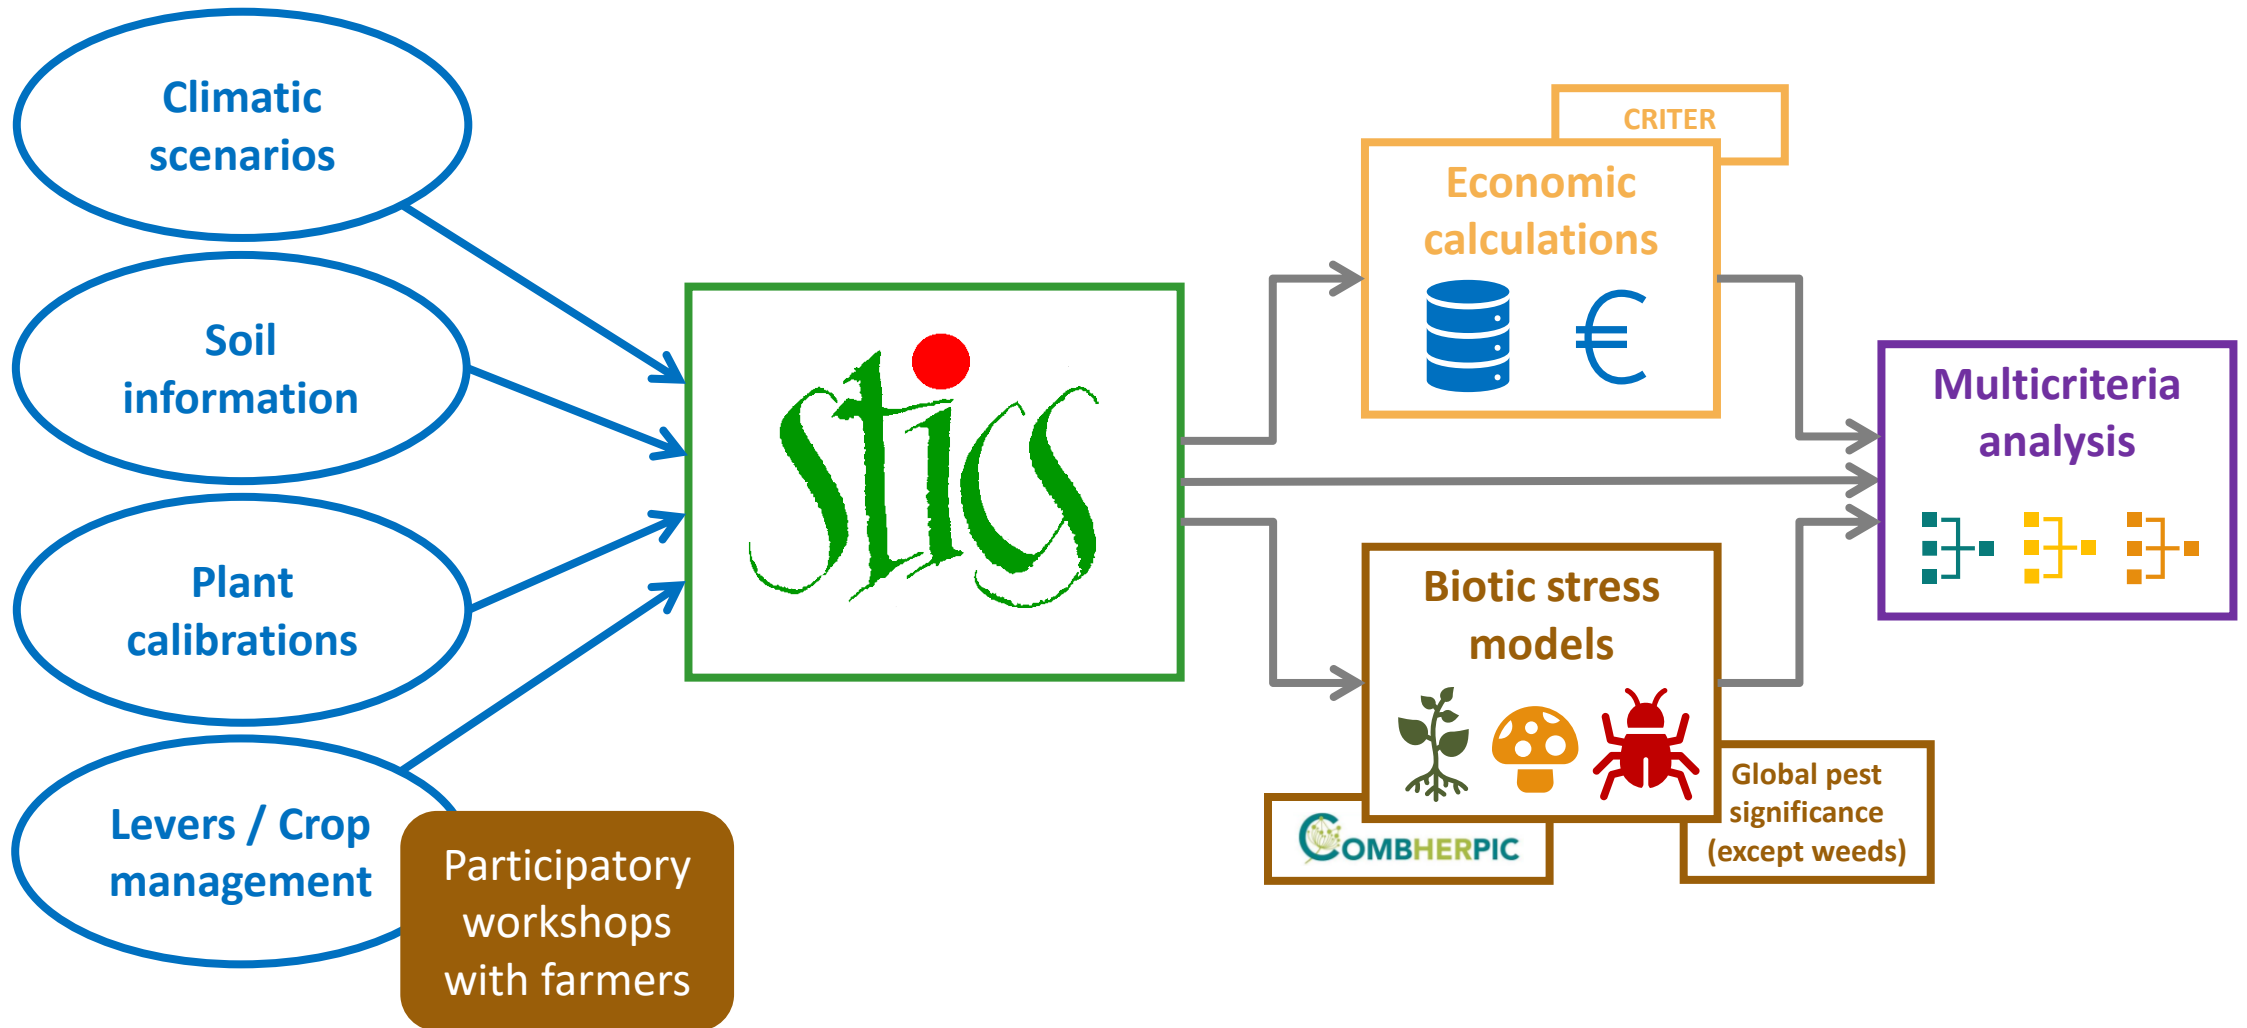 Climatic
scenarios
Soil
information
Plant
calibrations
Levers / Crop
management
Participatory
workshops
with farmers
stics
CRITER
Economic
calculations
€
Biotic stress
models
COMBHERPIC
Global pest
significance
(except weeds)
Multicriteria
analysis